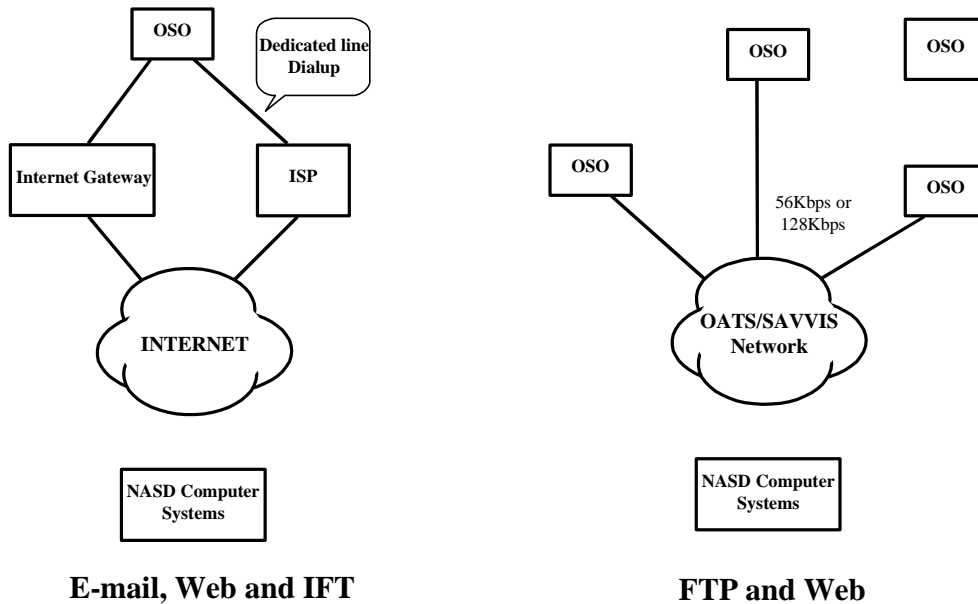 OSO
Dedicated line
Dialup
Internet Gateway
ISP
INTERNET
NASD Computer
Systems
E-mail, Web and IFT
OSO
OSO
OSO
OSO
56Kbps or
128Kbps
OATS/SAVVIS
Network
NASD Computer
Systems
FTP and Web